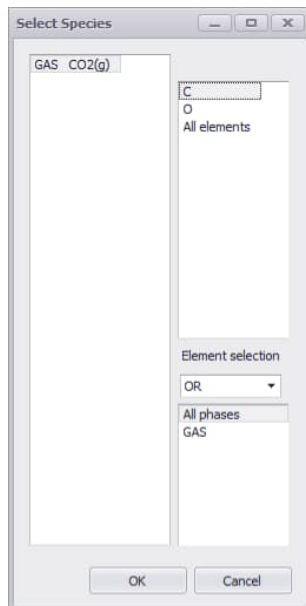 Select Species
GAS CO2(g)
C
O
All elements
Element selection
OR
All phases
GAS
OK
Cancel